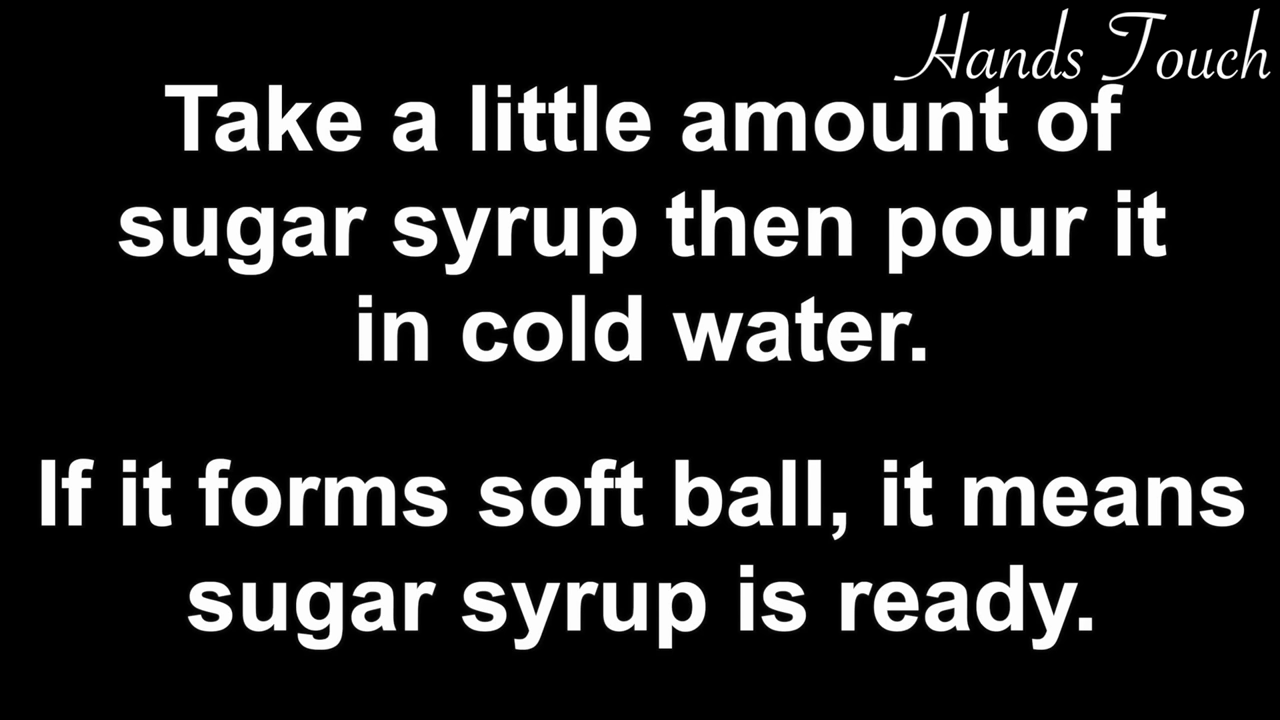 Hands Touch
Take a little amount of
sugar syrup then pour it
in cold water.
If it forms soft ball, it means
sugar syrup is ready.